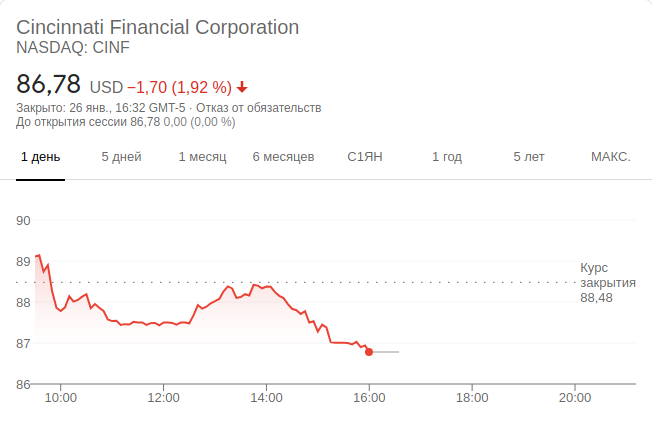 Cincinnati Financial Corporation
NASDAQ: CINF
86,78 USD −1,70 (1,92 %)
Закрыто: 26 янв., 16:32 GMT-5 · Отказ от обязательств
До открытия сессии 86,78 0,00 (0,00 %)
1 день 5 дней 1 месяц 6 месяцев С1ЯН 1 год 5 лет МАКС.
90
89
88
87
86
Курс
закрытия
88,48
10:00 12:00 14:00 16:00 18:00 20:00